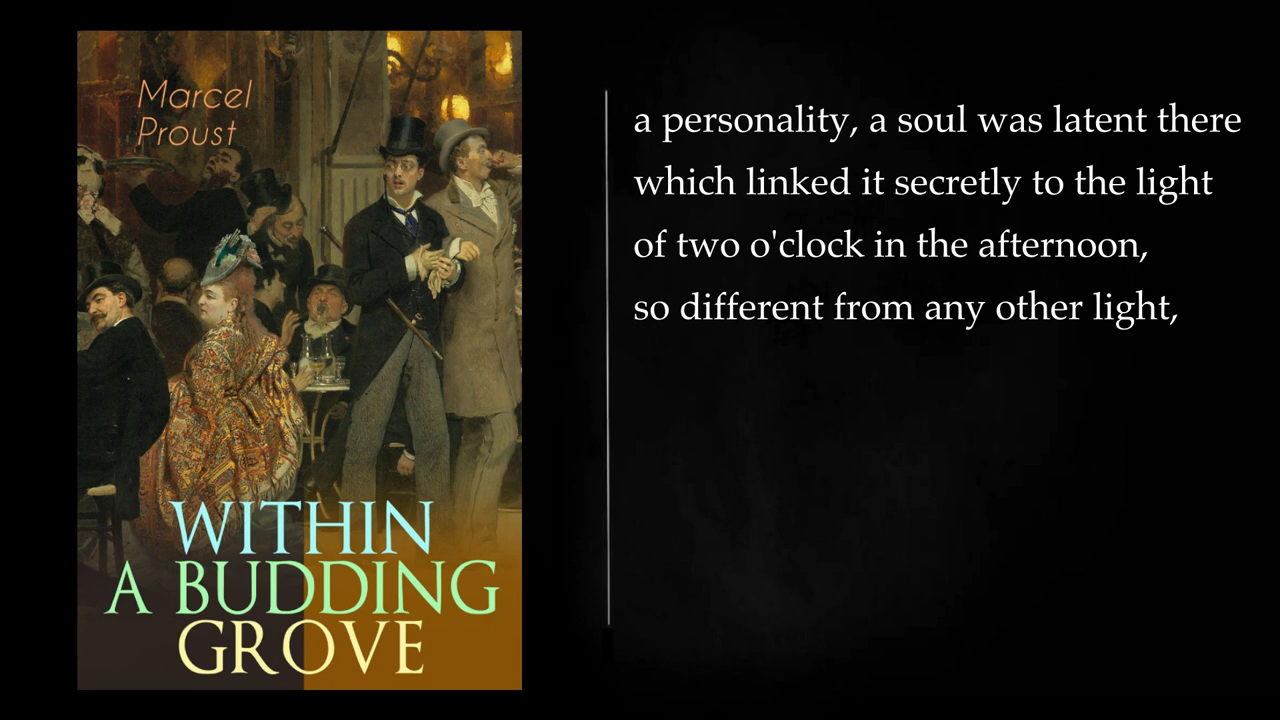 Marcel
Proust
WITHIN
A BUDDING
GROVE
a personality, a soul was latent there
which linked it secretly to the light
of two o'clock in the afternoon,
so different from any other light,